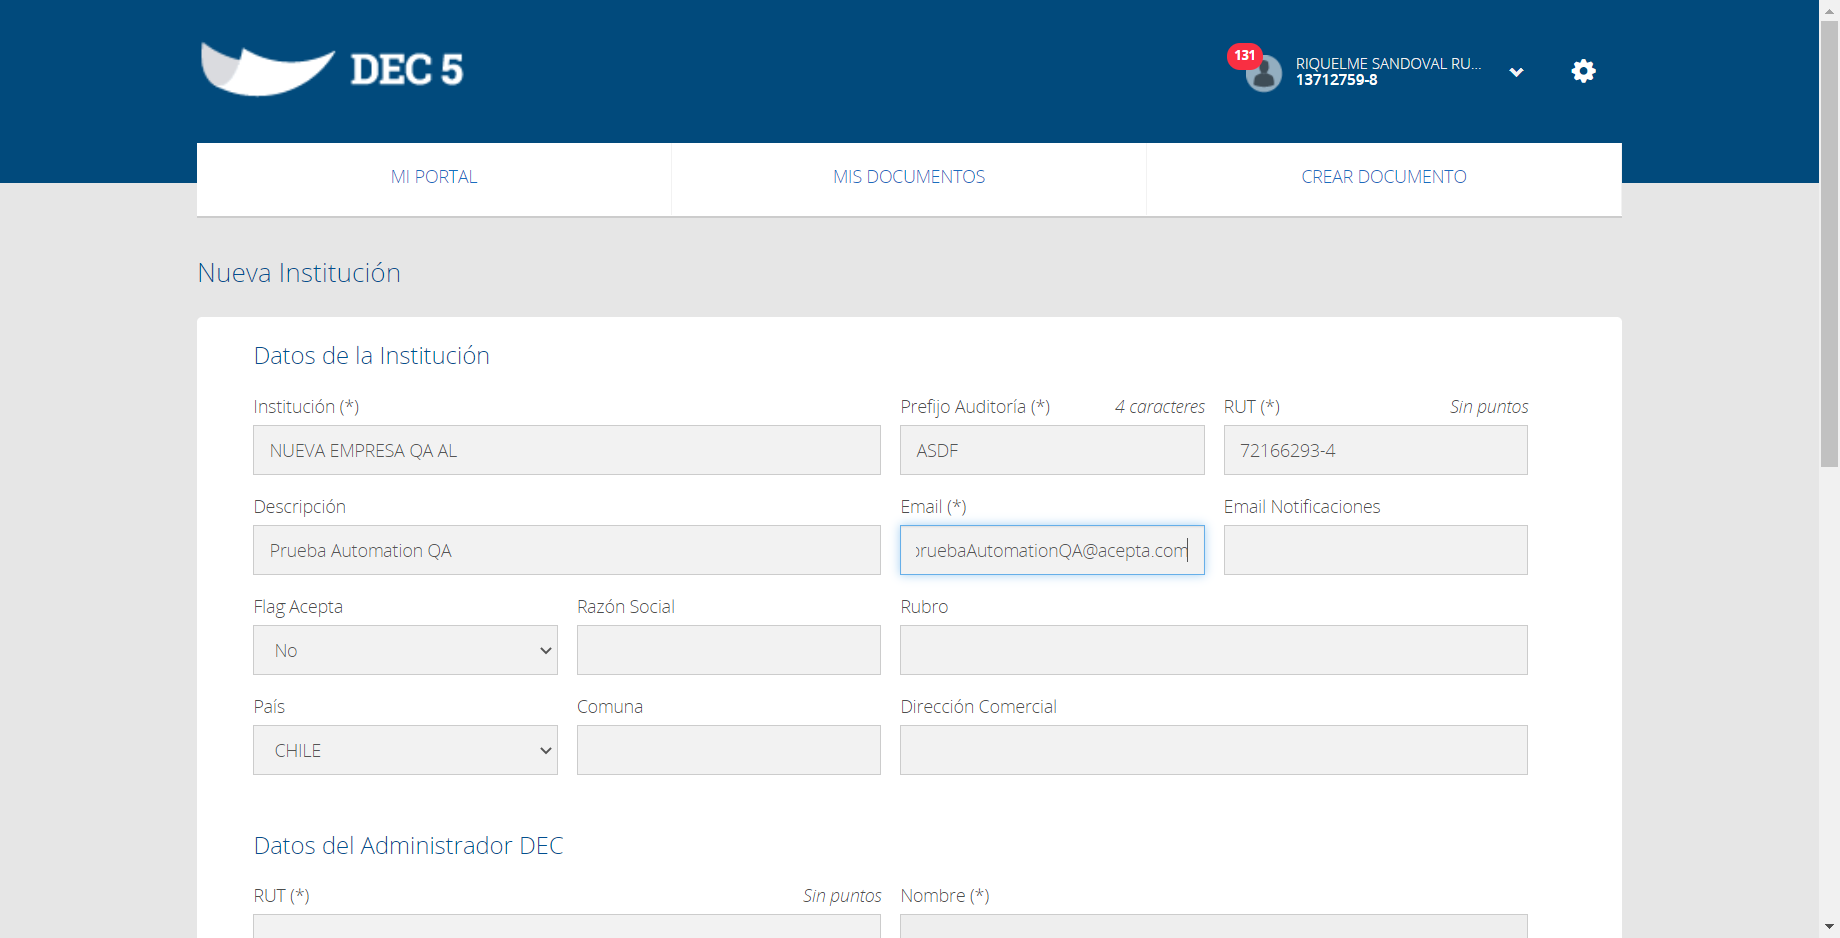 DEC 5
131
RIQUELME SANDOVAL RU...
13712759-8
MI PORTAL
MIS DOCUMENTOS
CREAR DOCUMENTO
Nueva Institución
Datos de la Institución
Institución (*)
Prefijo Auditoría (*) 4 caracteres
RUT (*) Sin puntos
NUEVA EMPRESA QA AL
ASDF
72166293-4
Descripción
Email (*)
Email Notificaciones
Prueba Automation QA
pruebaAutomationQA@acepta.com
Flag Acepta
Razón Social
Rubro
No
País
Comuna
Dirección Comercial
CHILE
Datos del Administrador DEC
RUT (*) Sin puntos
Nombre (*)